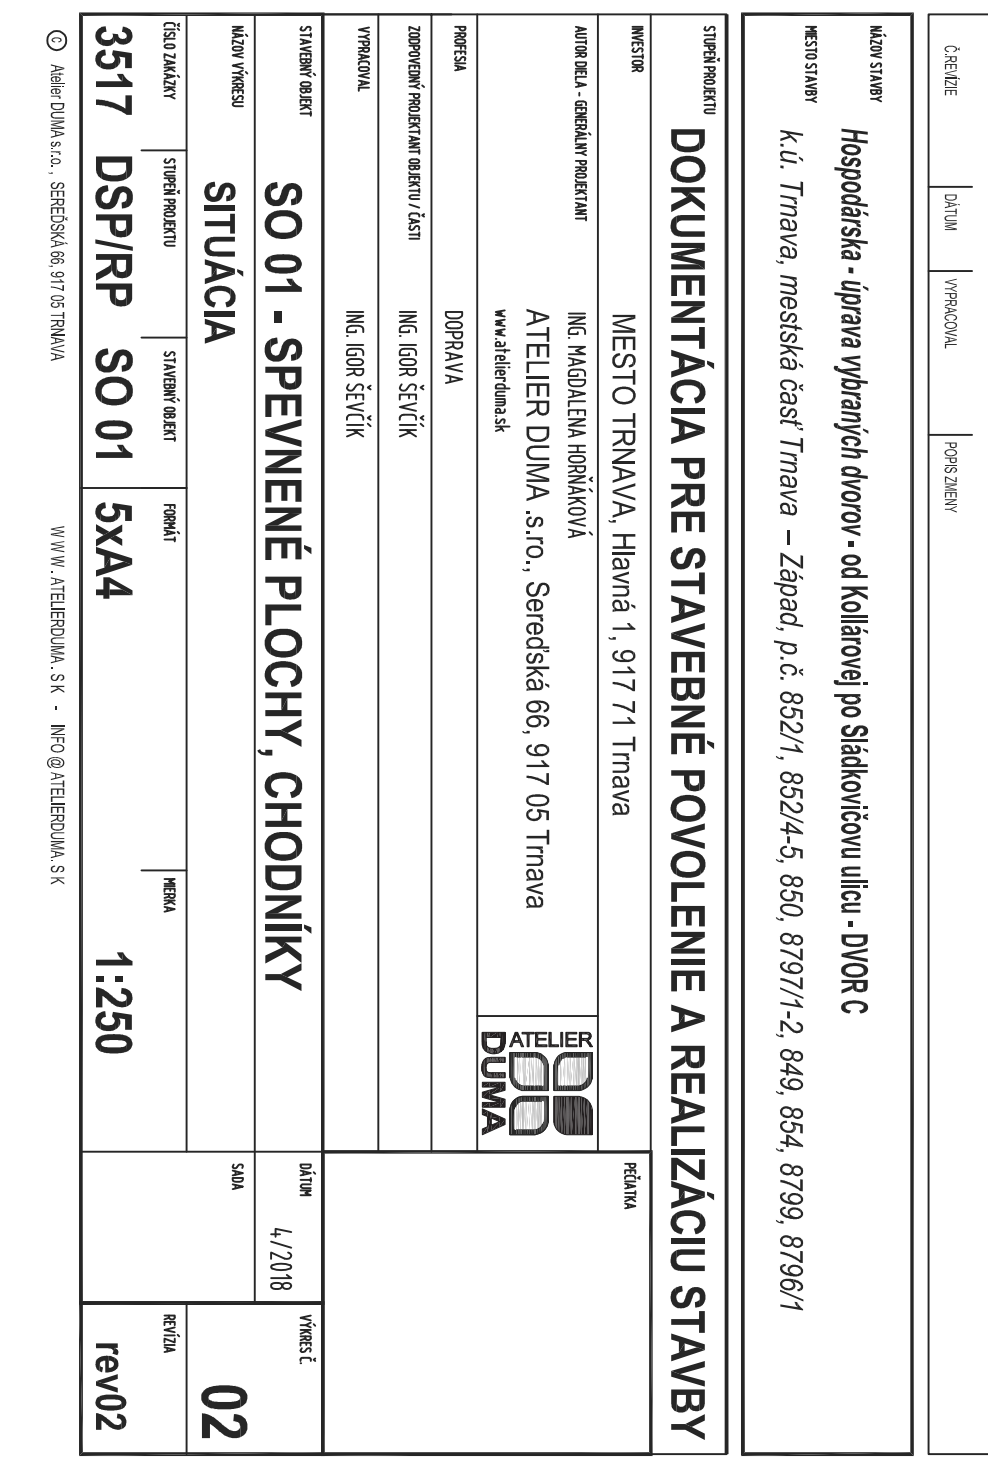 Č.REVÍZIE DÁTUM VYPRACOVAL POPIS ZMENY
NÁZOV STAVBY
Hospodárska - úprava vybraných dvorov - od Kollárovej po Sládkovičovu ulicu - DVOR C
MIESTO STAVBY
k.ú. Trnava, mestská časť Trnava – Západ, p.č. 852/1, 852/4-5, 850, 8797/1-2, 849, 854, 8799, 8796/1
STUPEŇ PROJEKTU
DOKUMENTÁCIA PRE STAVEBNÉ POVOLENIE A REALIZÁCIU STAVBY
INVESTOR
MESTO TRNAVA, Hlavná 1, 917 71 Trnava
PEČIATKA
AUTOR DIELA - GENERÁLNY PROJEKTANT
ING. MAGDALENA HORŇÁKOVÁ
ATELIER DUMA .s.ro., Sereďská 66, 917 05 Trnava
www.atelierduma.sk
ATELIER
DUMA
PROFESIA
DOPRAVA
ZODPOVEDNÝ PROJEKTANT OBJEKTU / ČASTI
ING. IGOR ŠEVČÍK
VYPRACOVAL
ING. IGOR ŠEVČÍK
STAVEBNÝ OBJEKT
SO 01 - SPEVNENÉ PLOCHY, CHODNÍKY
DÁTUM
4/2018
VÝKRES Č.
02
NÁZOV VÝKRESU
SITUÁCIA
SADA
ČÍSLO ZAKÁZKY STUPEŇ PROJEKTU STAVEBNÝ OBJEKT FORMÁT MIERKA REVÍZIA
3517 DSP/RP SO 01 5xA4 1:250 rev02
© Atelier DUMA s.r.o., SEREĎSKÁ 66, 917 05 TRNAVA WWW.ATELIERDUMA.SK - INFO@ATELIERDUMA.SK